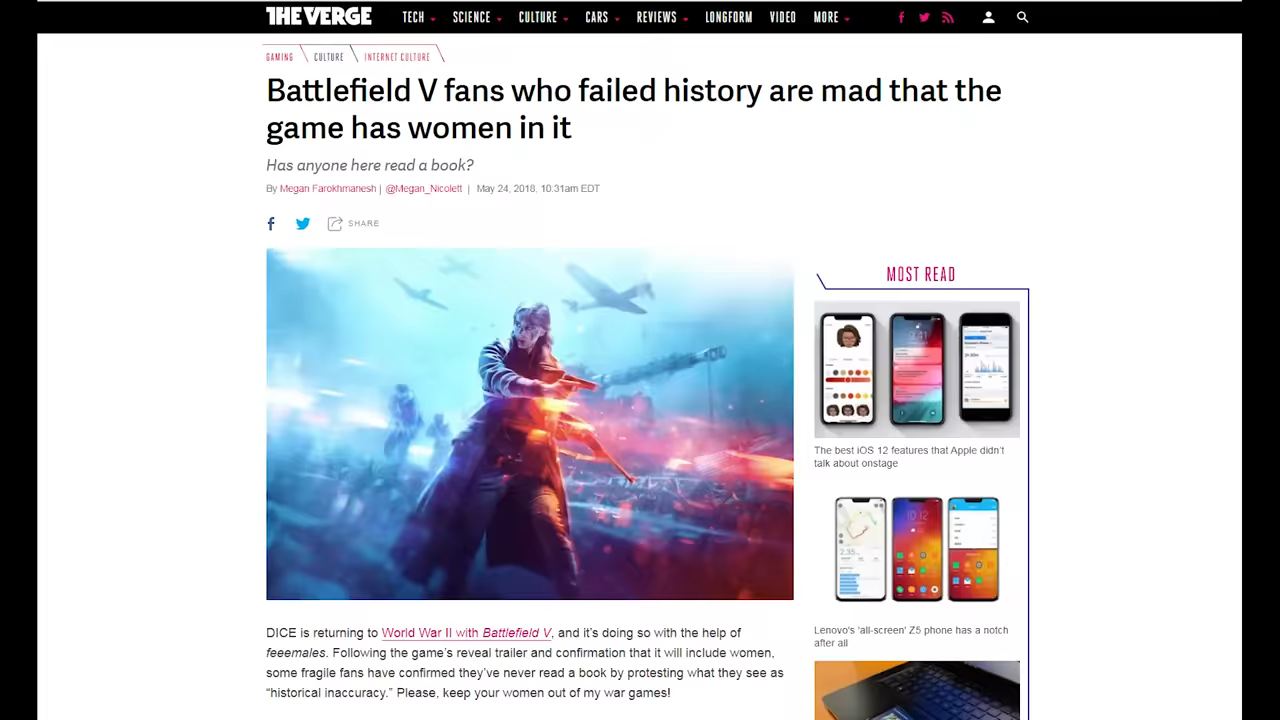 THE VERGE TECH SCIENCE CULTURE CARS REVIEWS LONGFORM VIDEO MORE
GAMING CULTURE INTERNET CULTURE
Battlefield V fans who failed history are mad that the
game has women in it
Has anyone here read a book?
By Megan Farokhmanesh | @Megan_Nicolett | May 24, 2018, 10:31am EDT
SHARE
MOST READ
The best iOS 12 features that Apple didn't
talk about onstage
Lenovo's 'all-screen' Z5 phone has a notch
after all
DICE is returning to World War II with Battlefield V, and it's doing so with the help of
feeemales. Following the game's reveal trailer and confirmation that it will include women,
some fragile fans have confirmed they've never read a book by protesting what they see as
"historical inaccuracy." Please, keep your women out of my war games!